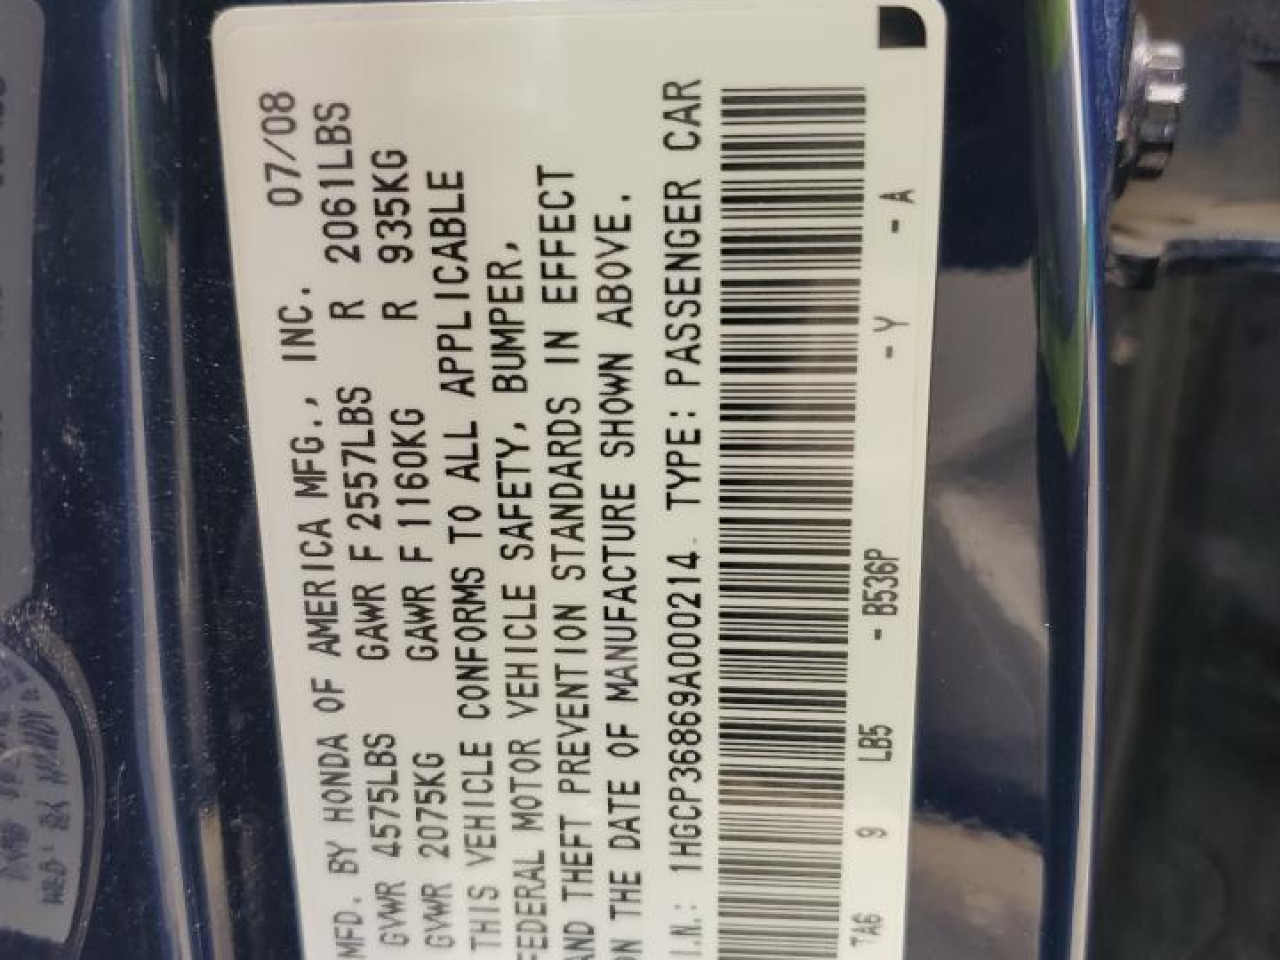 MFD. BY HONDA OF AMERICA MFG., INC. 07/08
GVWR 4575LBS GAWR F 2557LBS R 2061LBS
GVWR 2075KG GAWR F 1160KG R 935KG
THIS VEHICLE CONFORMS TO ALL APPLICABLE
FEDERAL MOTOR VEHICLE SAFETY, BUMPER,
AND THEFT PREVENTION STANDARDS IN EFFECT
ON THE DATE OF MANUFACTURE SHOWN ABOVE.
I.N.: 1HGCP36869A000214 TYPE: PASSENGER CAR
TA6 9 LB5 - B536P - Y - A